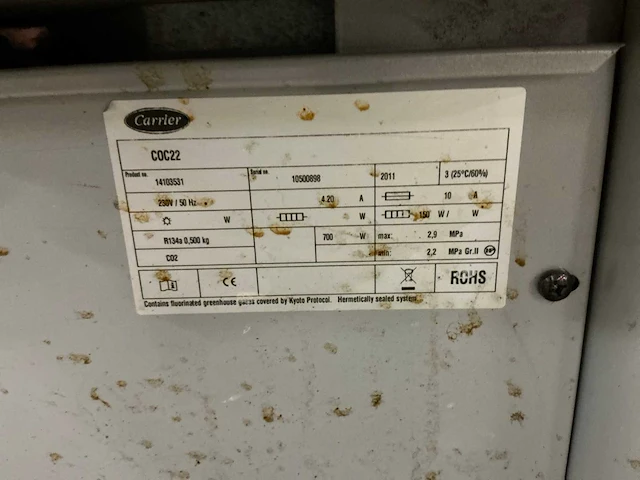 Carrier
COC22
Product no. Serial no.
14103531 10500898 2011 3 (25°C/60%)
230V / 50 Hz 4.20 A 10 A
W W 150 W / W
R134a 0,500 kg 700 W max: 2,9 MPa
CO2 min: 2,2 MPa Gr.II
CE ROHS
Contains fluorinated greenhouse gases covered by Kyoto Protocol. Hermetically sealed system